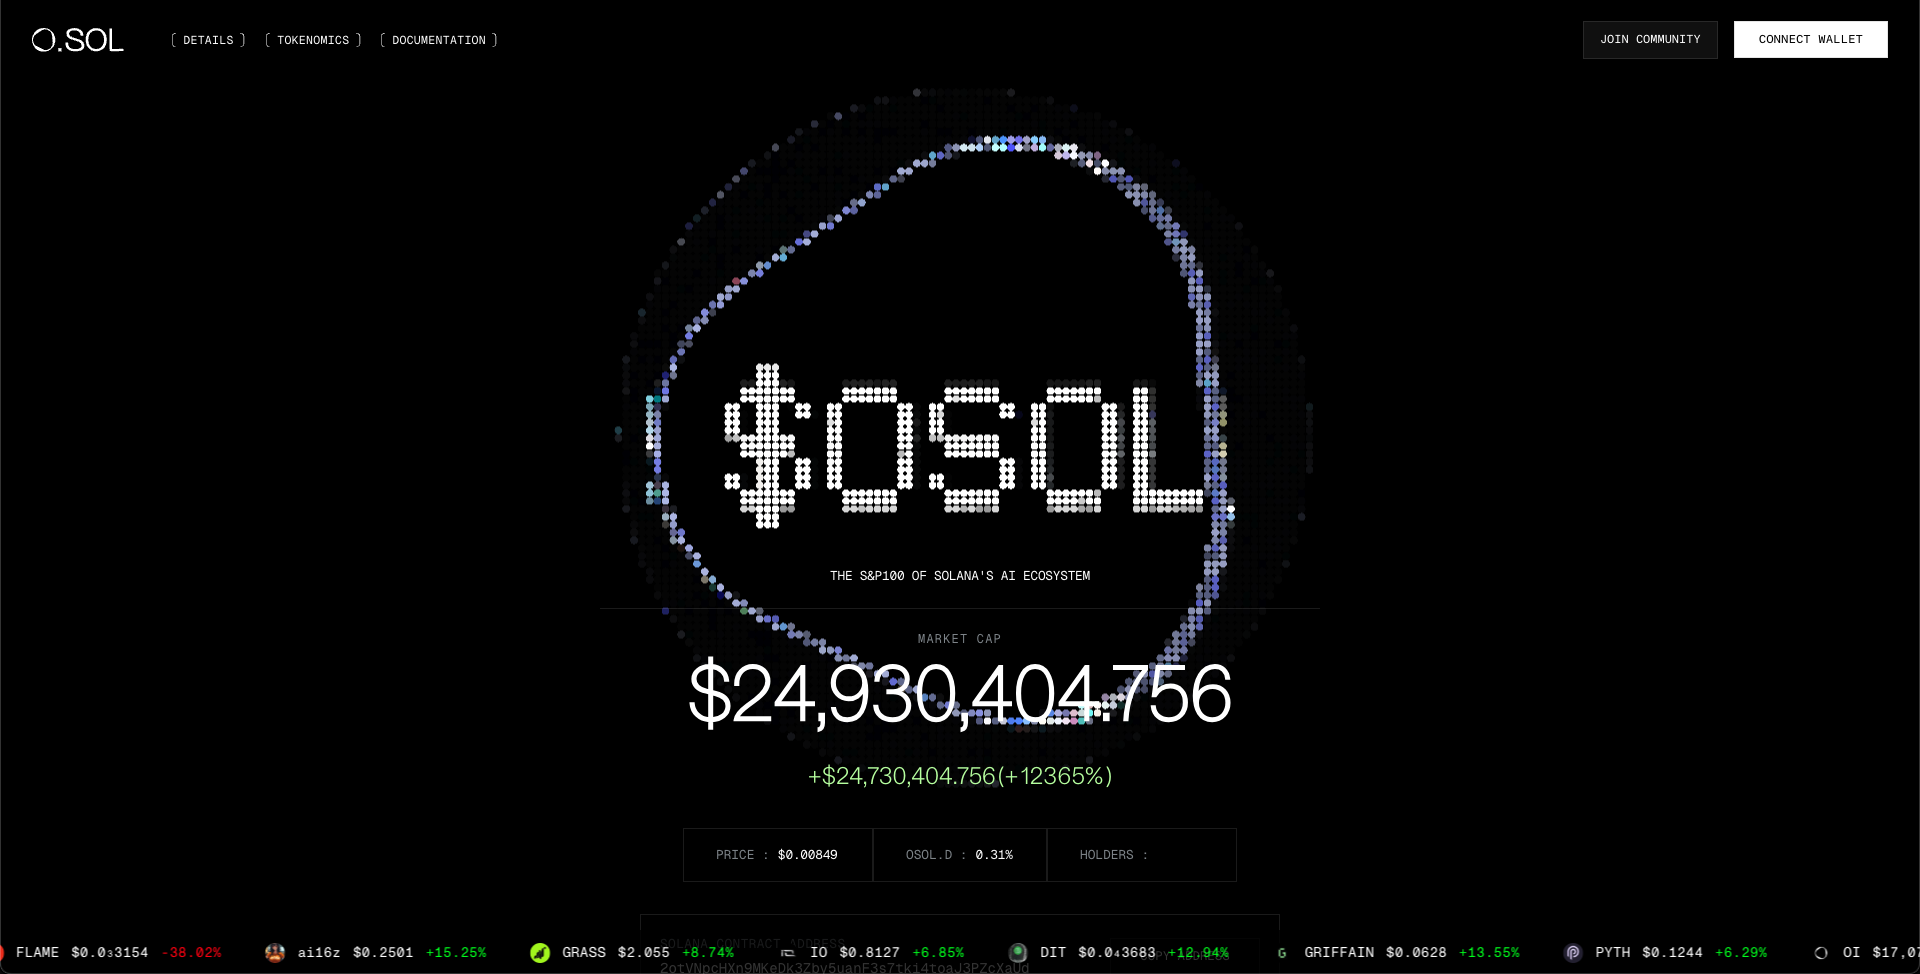 O.SOL
[ DETAILS ] [ TOKENOMICS ] [ DOCUMENTATION ]
JOIN COMMUNITY
CONNECT WALLET
$OSOL
THE S&P100 OF SOLANA'S AI ECOSYSTEM
MARKET CAP
$24,930,404.756
+$24,730,404.756(+12365%)
PRICE : $0.00849
OSOL.D : 0.31%
HOLDERS :
SOLANA CONTRACT ADDRESS
FLAME $0.0₃3154 -38.02% ai16z $0.2501 +15.25% GRASS $2.055 +8.74% IO $0.8127 +6.85% DIT $0.0₄3683 +12.94% GRIFFAIN $0.0628 +13.55% PYTH $0.1244 +6.29% OI $17,07